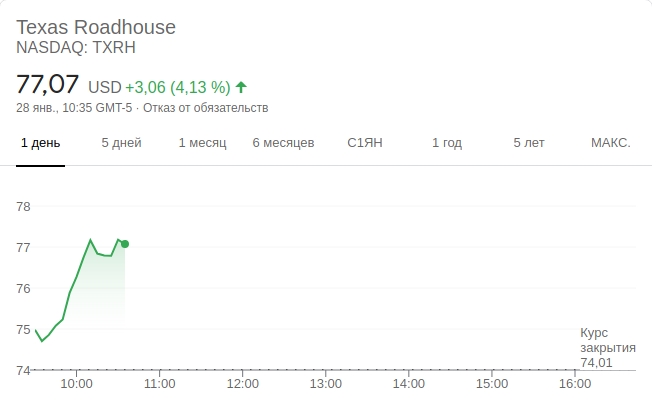 Texas Roadhouse
NASDAQ: TXRH
77,07 USD +3,06 (4,13 %)
28 янв., 10:35 GMT-5 · Отказ от обязательств
1 день 5 дней 1 месяц 6 месяцев С1ЯН 1 год 5 лет МАКС.
78
77
76
75
Курс
закрытия
74,01
74
10:00 11:00 12:00 13:00 14:00 15:00 16:00